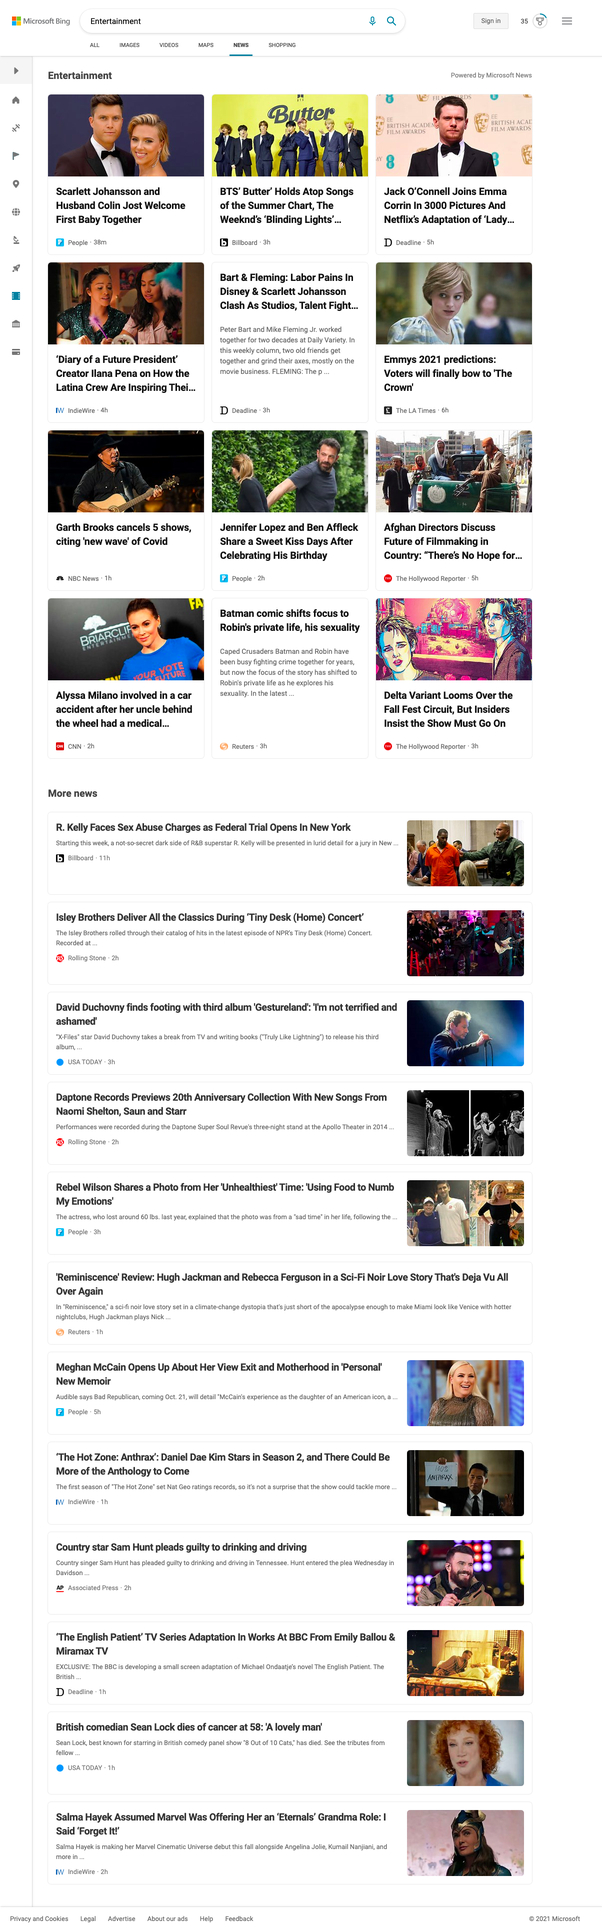 Microsoft Bing
Entertainment
Sign in
35
ALL IMAGES VIDEOS MAPS NEWS SHOPPING
Entertainment
Powered by Microsoft News
Butter
EE BRITISH ACADEMY FILM AWARDS
Scarlett Johansson and
Husband Colin Jost Welcome
First Baby Together
People · 38m
BTS’ Butter’ Holds Atop Songs
of the Summer Chart, The
Weeknd’s ‘Blinding Lights’…
Billboard · 3h
Jack O’Connell Joins Emma
Corrin In 3000 Pictures And
Netflix’s Adaptation of ‘Lady…
Deadline · 5h
‘Diary of a Future President’
Creator Ilana Pena on How the
Latina Crew Are Inspiring Thei…
IndieWire · 4h
Bart & Fleming: Labor Pains In
Disney & Scarlett Johansson
Clash As Studios, Talent Fight…
Peter Bart and Mike Fleming Jr. worked
together for two decades at Daily Variety. In
this weekly column, two old friends get
together and grind their axes, mostly on the
movie business. FLEMING: The p ...
Deadline · 3h
Emmys 2021 predictions:
Voters will finally bow to 'The
Crown'
The LA Times · 6h
Garth Brooks cancels 5 shows,
citing 'new wave' of Covid
NBC News · 1h
Jennifer Lopez and Ben Affleck
Share a Sweet Kiss Days After
Celebrating His Birthday
People · 2h
Afghan Directors Discuss
Future of Filmmaking in
Country: “There’s No Hope for…
The Hollywood Reporter · 5h
BRIARCLIFF
ENTERTAINMENT
FA
YOUR VOTE
Alyssa Milano involved in a car
accident after her uncle behind
the wheel had a medical…
CNN · 2h
Batman comic shifts focus to
Robin's private life, his sexuality
Caped Crusaders Batman and Robin have
been busy fighting crime together for years,
but now the focus of the story has shifted to
Robin's private life as he explores his
sexuality. In the latest ...
Reuters · 3h
Delta Variant Looms Over the
Fall Fest Circuit, But Insiders
Insist the Show Must Go On
The Hollywood Reporter · 3h
More news
R. Kelly Faces Sex Abuse Charges as Federal Trial Opens In New York
Starting this week, a not-so-secret dark side of R&B superstar R. Kelly will be presented in lurid detail for a jury in New ...
Billboard · 11h
Isley Brothers Deliver All the Classics During ‘Tiny Desk (Home) Concert’
The Isley Brothers rolled through their catalog of hits in the latest episode of NPR's Tiny Desk (Home) Concert.
Recorded at ...
Rolling Stone · 2h
David Duchovny finds footing with third album 'Gestureland': 'I'm not terrified and
ashamed'
"X-Files" star David Duchovny takes a break from TV and writing books ("Truly Like Lightning") to release his third
album, ...
USA TODAY · 3h
Daptone Records Previews 20th Anniversary Collection With New Songs From
Naomi Shelton, Saun and Starr
Performances were recorded during the Daptone Super Soul Revue's three-night stand at the Apollo Theater in 2014 ...
Rolling Stone · 2h
Rebel Wilson Shares a Photo from Her 'Unhealthiest' Time: 'Using Food to Numb
My Emotions'
The actress, who lost around 60 lbs. last year, explained that the photo was from a "sad time" in her life, following the ...
People · 3h
'Reminiscence' Review: Hugh Jackman and Rebecca Ferguson in a Sci-Fi Noir Love Story That's Deja Vu All
Over Again
In "Reminiscence," a sci-fi noir love story set in a climate-change dystopia that's just short of the apocalypse enough to make Miami look like Venice with hotter
nightclubs, Hugh Jackman plays Nick ...
Reuters · 1h
Meghan McCain Opens Up About Her View Exit and Motherhood in 'Personal'
New Memoir
Audible says Bad Republican, coming Oct. 21, will detail "McCain's experience as the daughter of an American icon, a ...
People · 5h
‘The Hot Zone: Anthrax’: Daniel Dae Kim Stars in Season 2, and There Could Be
More of the Anthology to Come
The first season of "The Hot Zone" set Nat Geo ratings records, so it's not a surprise that the show could tackle more ...
IndieWire · 1h
ANTHRAX
Country star Sam Hunt pleads guilty to drinking and driving
Country singer Sam Hunt has pleaded guilty to drinking and driving in Tennessee. Hunt entered the plea Wednesday in
Davidson ...
AP Associated Press · 2h
‘The English Patient’ TV Series Adaptation In Works At BBC From Emily Ballou &
Miramax TV
EXCLUSIVE: The BBC is developing a small screen adaptation of Michael Ondaatje's novel The English Patient. The
British ...
Deadline · 1h
British comedian Sean Lock dies of cancer at 58: 'A lovely man'
Sean Lock, best known for starring in British comedy panel show "8 Out of 10 Cats," has died. See the tributes from
fellow ...
USA TODAY · 1h
Salma Hayek Assumed Marvel Was Offering Her an ‘Eternals’ Grandma Role: I
Said ‘Forget It!’
Salma Hayek is making her Marvel Cinematic Universe debut this fall alongside Angelina Jolie, Kumail Nanjiani, and
more in ...
IndieWire · 2h
Privacy and Cookies Legal Advertise About our ads Help Feedback
© 2021 Microsoft